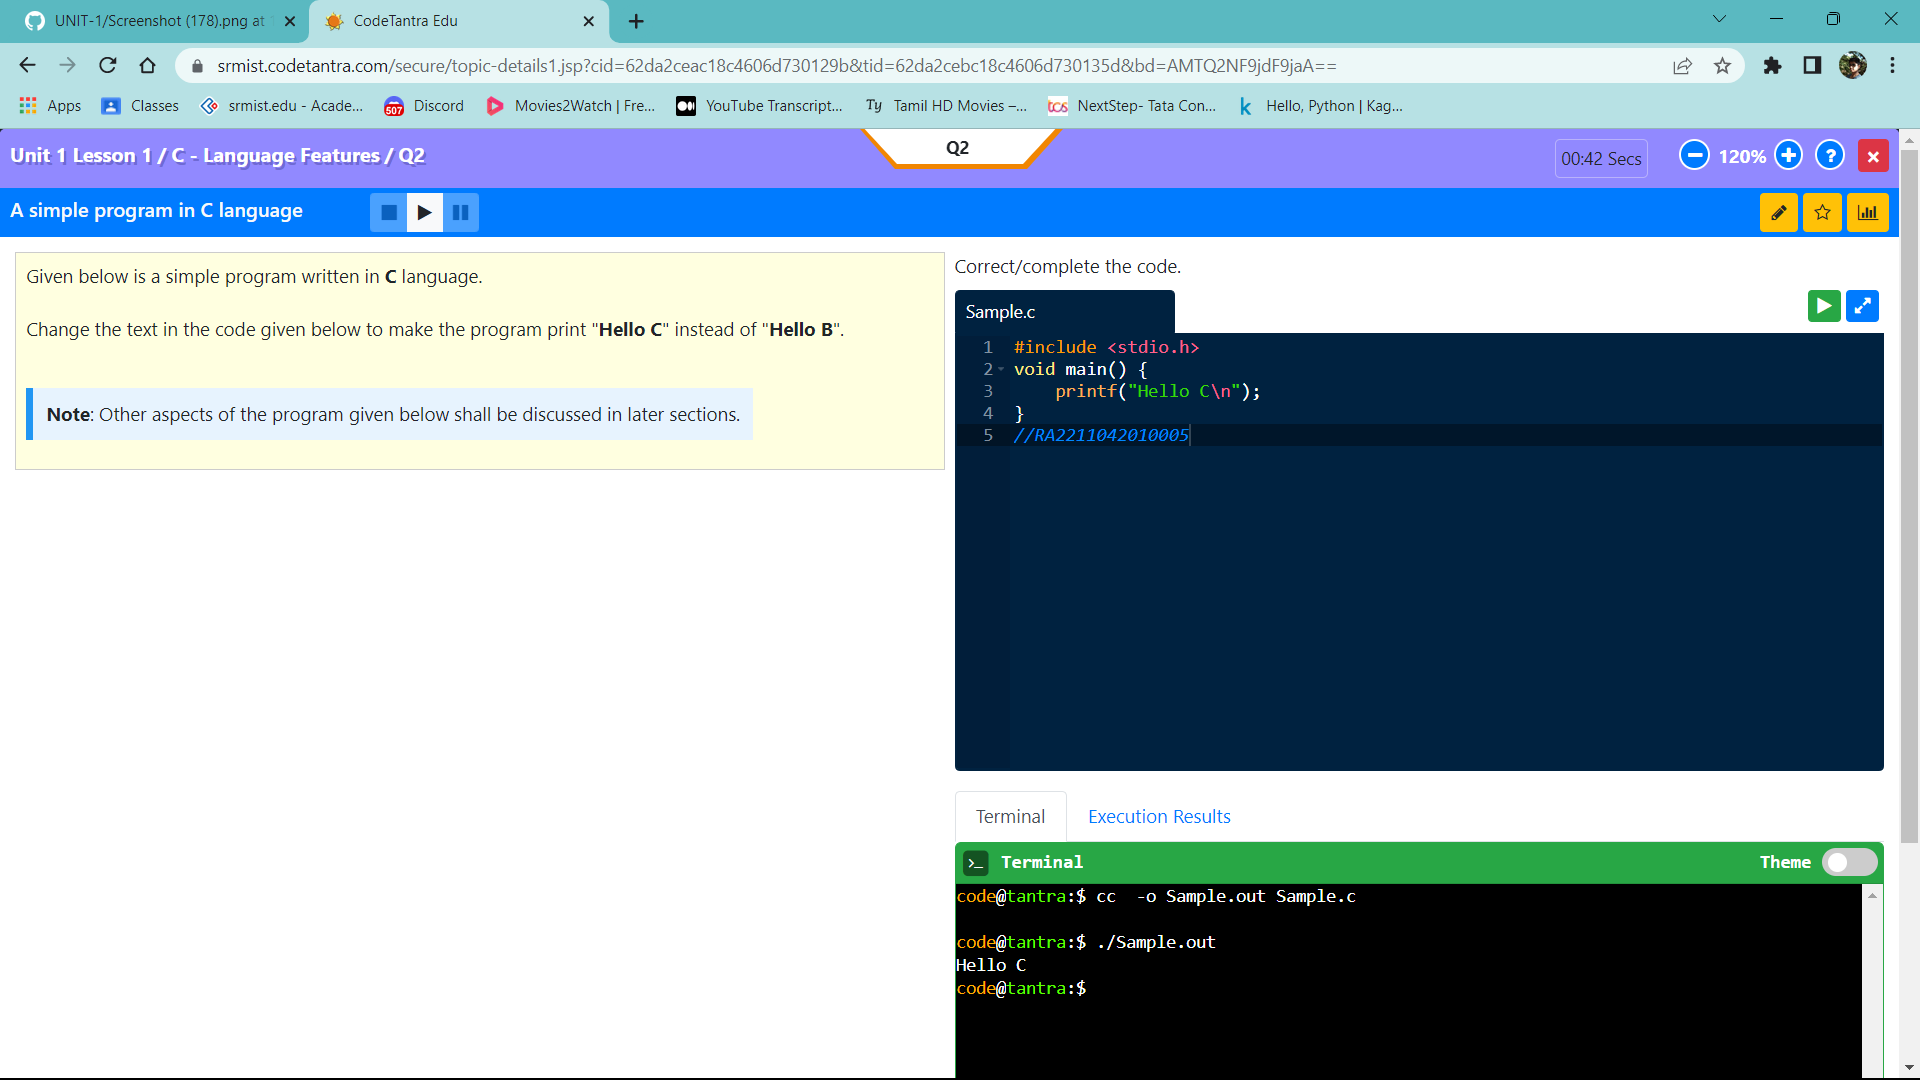 UNIT-1/Screenshot (178).png at
CodeTantra Edu
srmist.codetantra.com/secure/topic-details1.jsp?cid=62da2ceac18c4606d730129b&tid=62da2cebc18c4606d730135d&bd=AMTQ2NF9jdF9jaA==
Apps
Classes
srmist.edu - Acade...
507
Discord
Movies2Watch | Fre...
YouTube Transcript...
Ty
Tamil HD Movies –...
tcs
NextStep- Tata Con...
k
Hello, Python | Kag...
Unit 1 Lesson 1 / C - Language Features / Q2
Q2
00:42 Secs
120%
?
A simple program in C language
Given below is a simple program written in C language.
Change the text in the code given below to make the program print "Hello C" instead of "Hello B".
Note: Other aspects of the program given below shall be discussed in later sections.
Correct/complete the code.
Sample.c
1 #include <stdio.h>
2 void main() {
3 printf("Hello C\n");
4 }
5 //RA2211042010005
Terminal
Execution Results
>_ Terminal
Theme
code@tantra:$ cc -o Sample.out Sample.c
code@tantra:$ ./Sample.out
Hello C
code@tantra:$